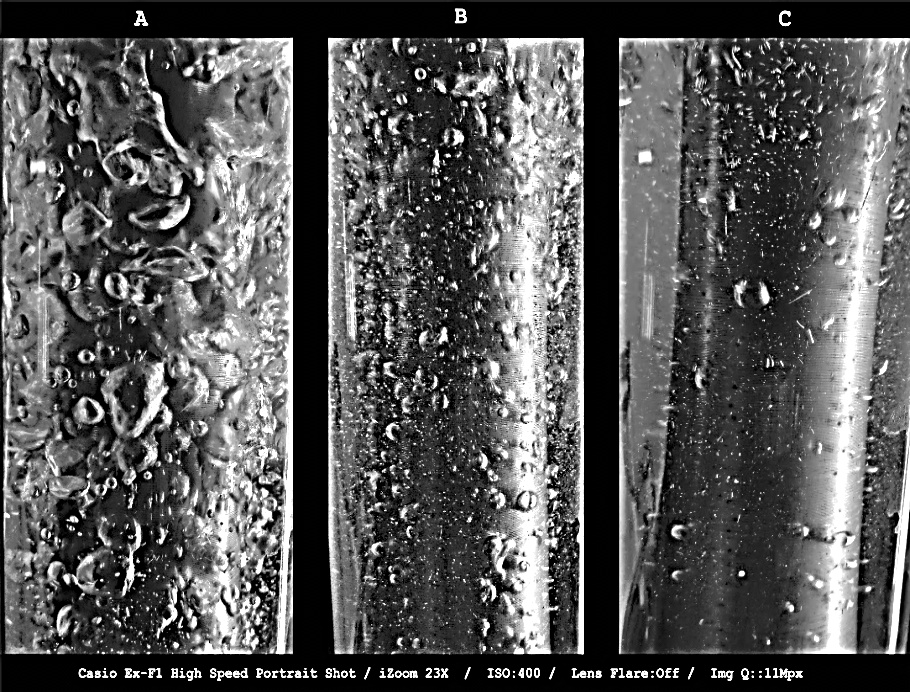 A B C
Casio Ex-F1 High Speed Portrait Shot / iZoom 23X / ISO:400 / Lens Flare:Off / Img Q::11Mpx